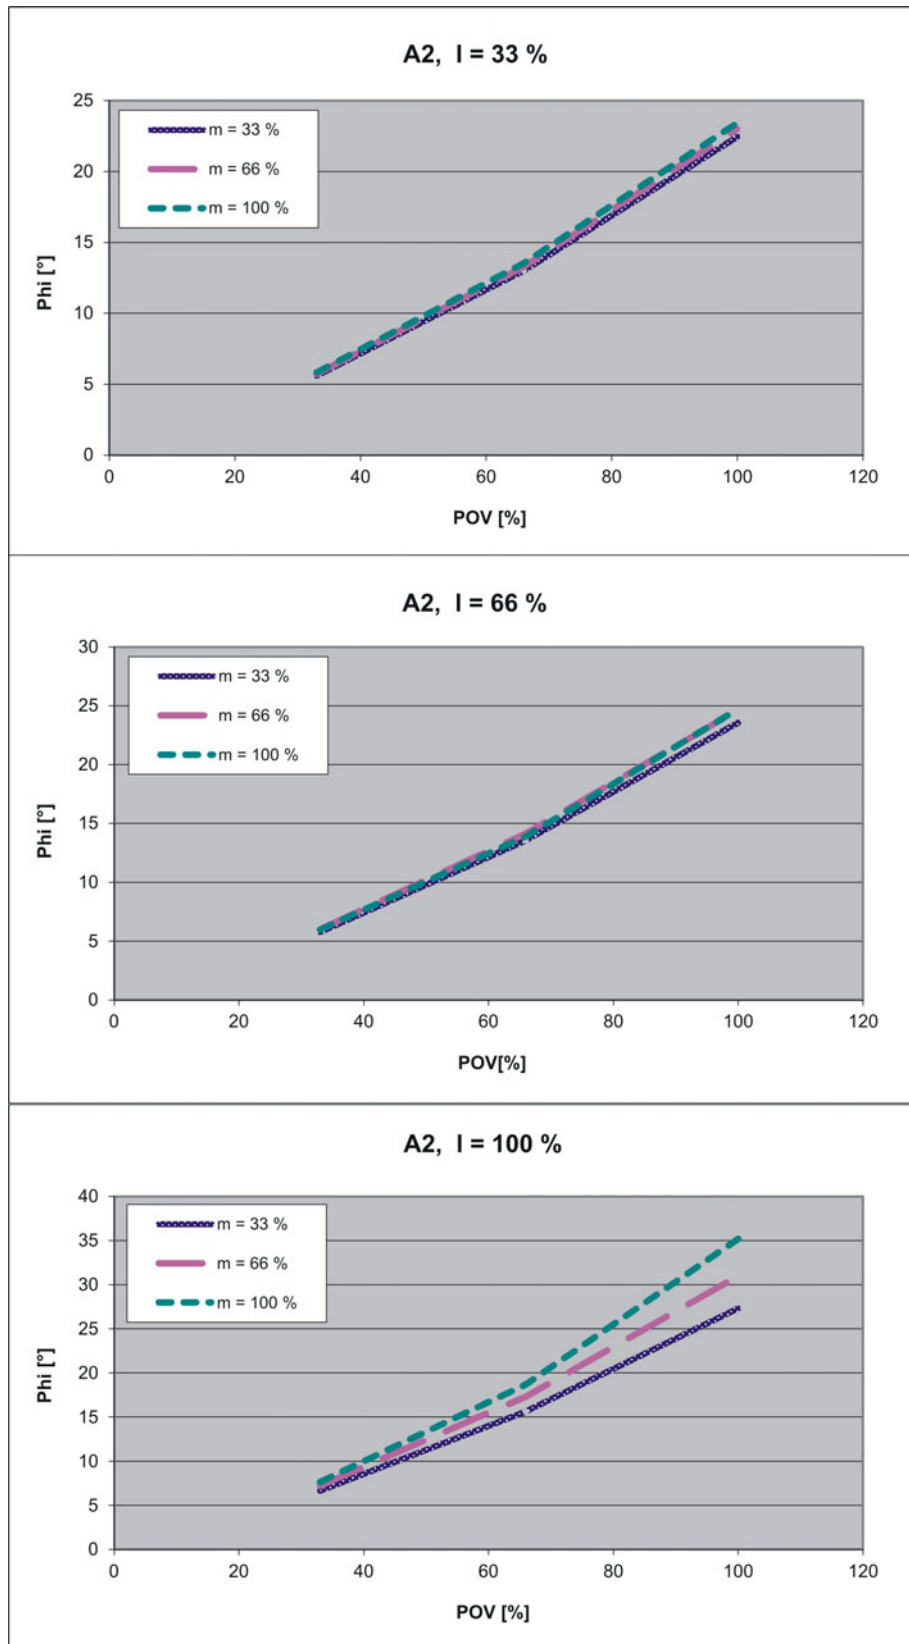 A2, l = 33 %
25
20
15
10
5
0
m = 33 %
m = 66 %
m = 100 %
Phi [°]
0 20 40 60 80 100 120
POV [%]
A2, l = 66 %
30
25
20
15
10
5
0
m = 33 %
m = 66 %
m = 100 %
Phi [°]
0 20 40 60 80 100 120
POV[%]
A2, l = 100 %
40
35
30
25
20
15
10
5
0
m = 33 %
m = 66 %
m = 100 %
Phi [°]
0 20 40 60 80 100 120
POV [%]